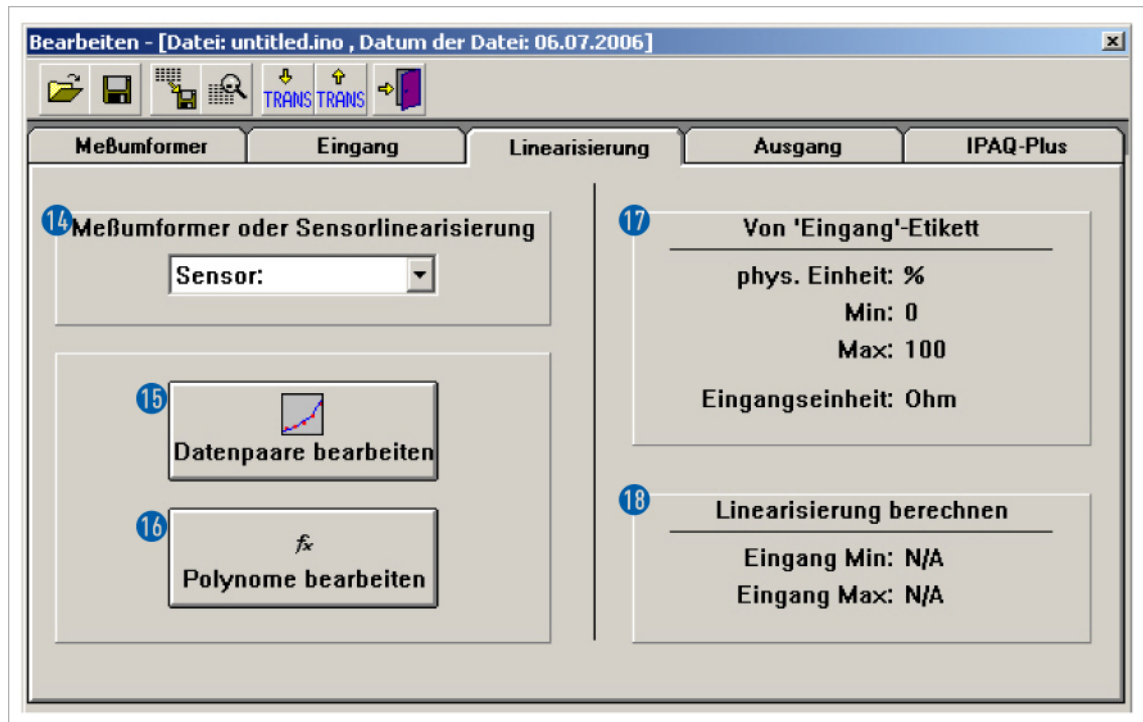 Bearbeiten - [Datei: untitled.ino , Datum der Datei: 06.07.2006]
TRANS TRANS
Meßumformer
Eingang
Linearisierung
Ausgang
IPAQ-Plus
14
Meßumformer oder Sensorlinearisierung
Sensor:
15
Datenpaare bearbeiten
16
fx
Polynome bearbeiten
17
Von 'Eingang'-Etikett
phys. Einheit: %
Min: 0
Max: 100
Eingangseinheit: Ohm
18
Linearisierung berechnen
Eingang Min: N/A
Eingang Max: N/A